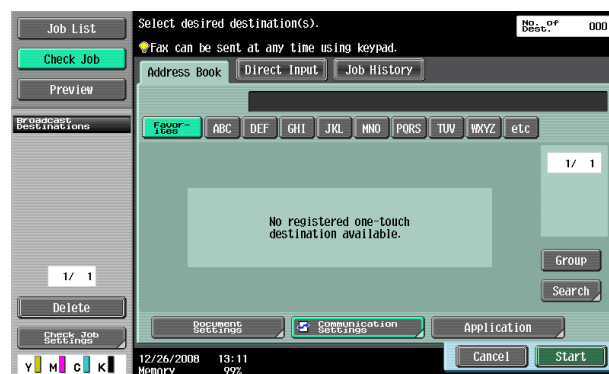 Job List
Check Job
Preview
Broadcast
Destinations
1/ 1
Delete
Check Job
Settings
Y M C K
Select desired destination(s).
No. of
Dest. 000
Fax can be sent at any time using keypad.
Address Book Direct Input Job History
Favor-
ites ABC DEF GHI JKL MNO PQRS TUV WXYZ etc
1/ 1
No registered one-touch
destination available.
Group
Search
Document
Settings
Communication
Settings
Application
12/26/2008 13:11
Memory 99%
Cancel Start